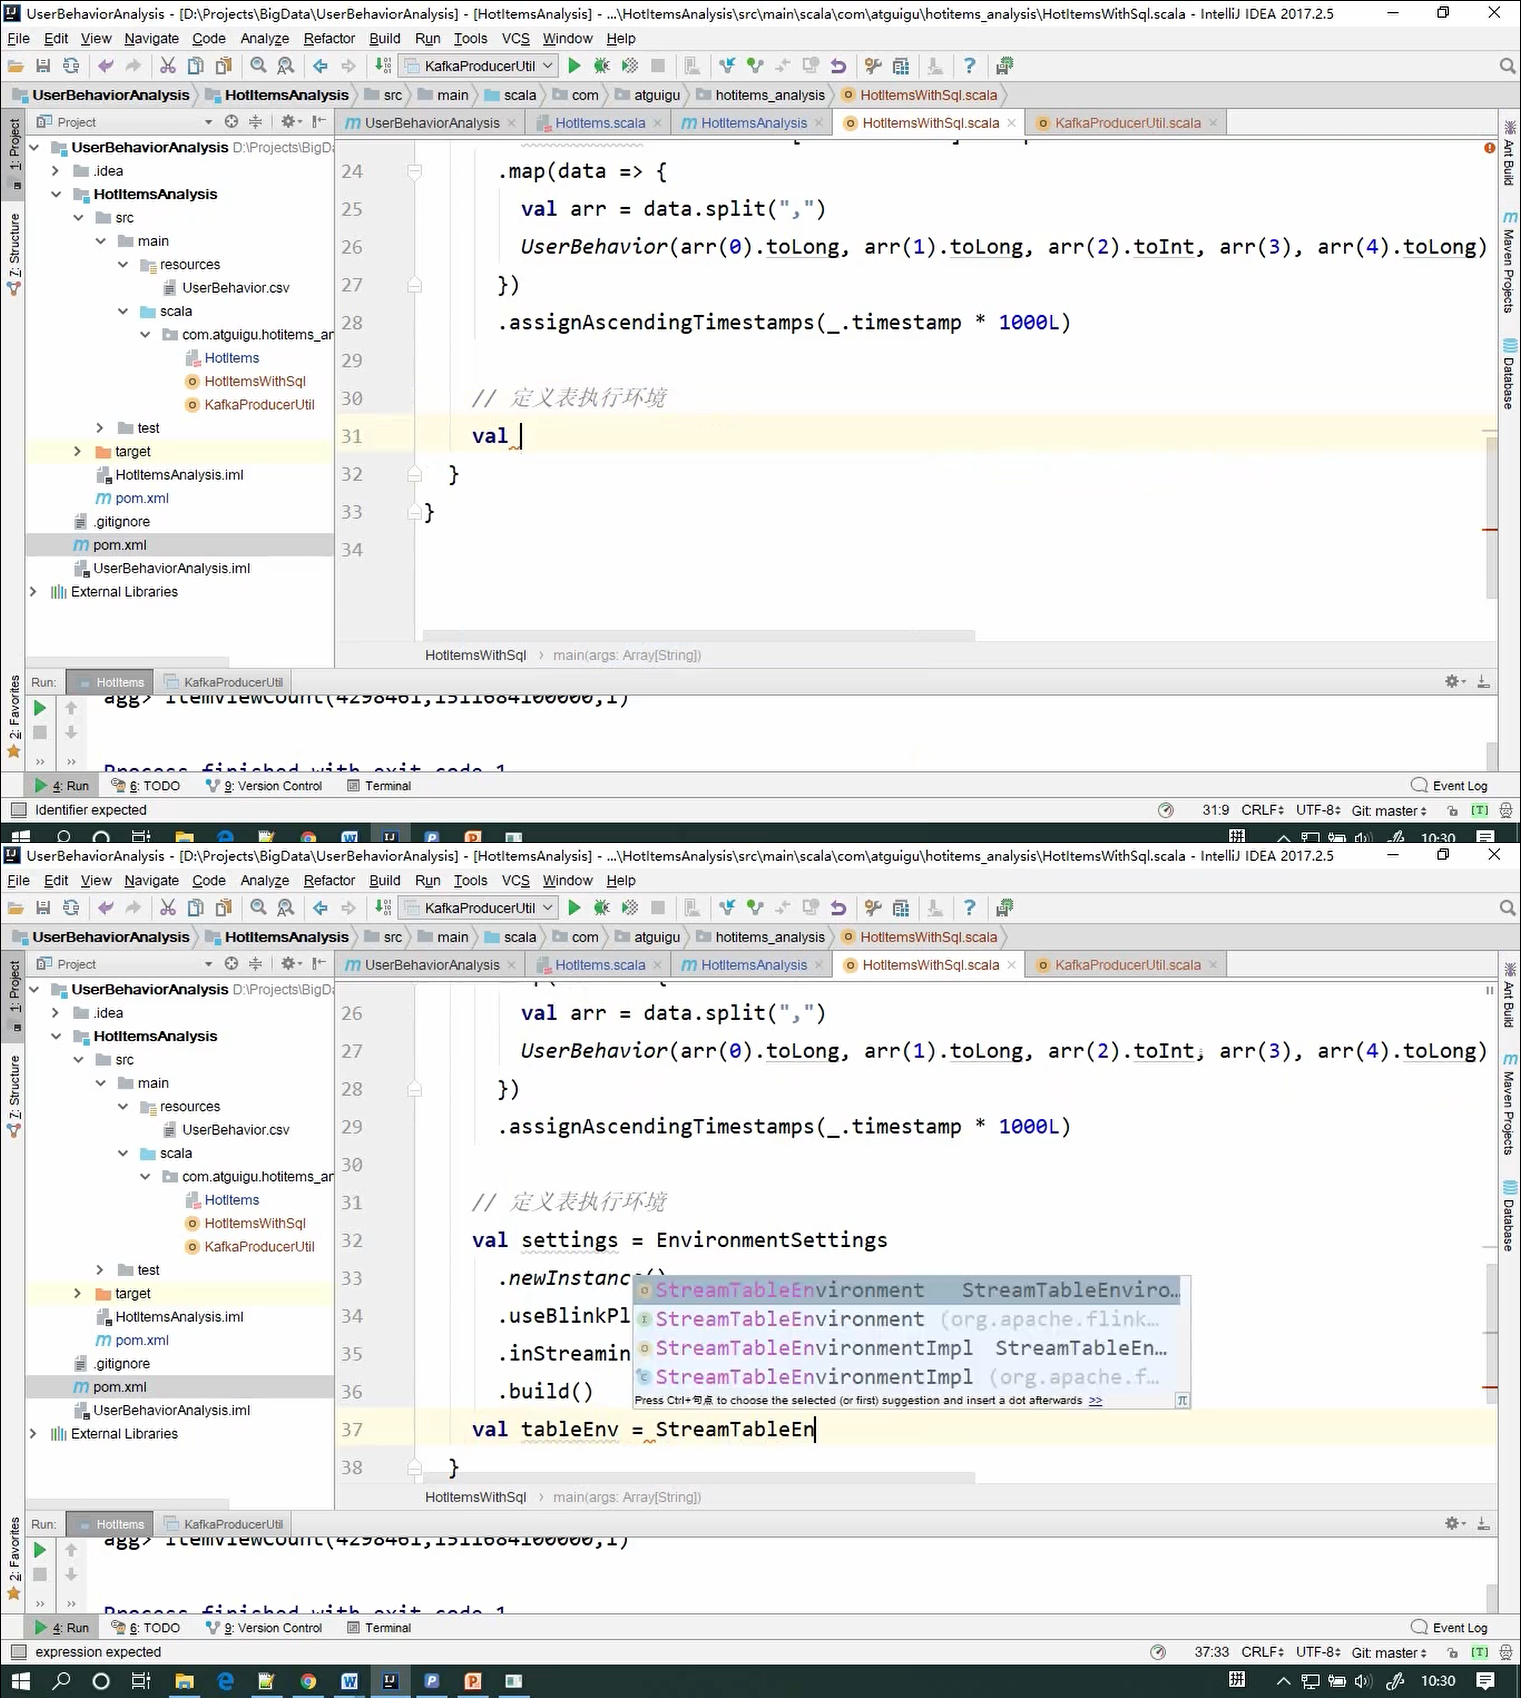 UserBehaviorAnalysis - [D:\Projects\BigData\UserBehaviorAnalysis] - [HotItemsAnalysis] - ...\HotItemsAnalysis\src\main\scala\com\atguigu\hotitems_analysis\HotItemsWithSql.scala - IntelliJ IDEA 2017.2.5
File Edit View Navigate Code Analyze Refactor Build Run Tools VCS Window Help
KafkaProducerUtil
UserBehaviorAnalysis HotItemsAnalysis src main scala com atguigu hotitems_analysis HotItemsWithSql.scala
Project UserBehaviorAnalysis HotItems.scala HotItemsAnalysis HotItemsWithSql.scala KafkaProducerUtil.scala
1: Project
7: Structure
2: Favorites
Ant Build
Maven Projects
Database
UserBehaviorAnalysis D:\Projects\BigDa
.idea
HotItemsAnalysis
src
main
resources
UserBehavior.csv
scala
com.atguigu.hotitems_ar
HotItems
HotItemsWithSql
KafkaProducerUtil
test
target
HotItemsAnalysis.iml
pom.xml
.gitignore
pom.xml
UserBehaviorAnalysis.iml
External Libraries
24 .map(data => {
25 val arr = data.split(",")
26 UserBehavior(arr(0).toLong, arr(1).toLong, arr(2).toInt, arr(3), arr(4).toLong)
27 })
28 .assignAscendingTimestamps(_.timestamp * 1000L)
29
30 // 定义表执行环境
31 val
32 }
33 }
34
HotItemsWithSql › main(args: Array[String])
Run: HotItems KafkaProducerUtil
agg> ItemViewCount(4298461,1511684100000,1)
Process finished with exit code 1
4: Run 6: TODO 9: Version Control Terminal Event Log
Identifier expected 31:9 CRLF UTF-8 Git: master
10:30
UserBehaviorAnalysis - [D:\Projects\BigData\UserBehaviorAnalysis] - [HotItemsAnalysis] - ...\HotItemsAnalysis\src\main\scala\com\atguigu\hotitems_analysis\HotItemsWithSql.scala - IntelliJ IDEA 2017.2.5
File Edit View Navigate Code Analyze Refactor Build Run Tools VCS Window Help
KafkaProducerUtil
UserBehaviorAnalysis HotItemsAnalysis src main scala com atguigu hotitems_analysis HotItemsWithSql.scala
Project UserBehaviorAnalysis HotItems.scala HotItemsAnalysis HotItemsWithSql.scala KafkaProducerUtil.scala
1: Project
7: Structure
2: Favorites
Ant Build
Maven Projects
Database
UserBehaviorAnalysis D:\Projects\BigDa
.idea
HotItemsAnalysis
src
main
resources
UserBehavior.csv
scala
com.atguigu.hotitems_ar
HotItems
HotItemsWithSql
KafkaProducerUtil
test
target
HotItemsAnalysis.iml
pom.xml
.gitignore
pom.xml
UserBehaviorAnalysis.iml
External Libraries
26 val arr = data.split(",")
27 UserBehavior(arr(0).toLong, arr(1).toLong, arr(2).toInt, arr(3), arr(4).toLong)
28 })
29 .assignAscendingTimestamps(_.timestamp * 1000L)
30
31 // 定义表执行环境
32 val settings = EnvironmentSettings
33 .newInstance()
34 .useBlinkPl
35 .inStreamin
36 .build()
37 val tableEnv = StreamTableEn
38 }
StreamTableEnvironment StreamTableEnviro...
StreamTableEnvironment (org.apache.flink...
StreamTableEnvironmentImpl StreamTableEn...
StreamTableEnvironmentImpl (org.apache.f...
Press Ctrl+句点 to choose the selected (or first) suggestion and insert a dot afterwards >>
HotItemsWithSql › main(args: Array[String])
Run: HotItems KafkaProducerUtil
agg> ItemViewCount(4298461,1511684100000,1)
Process finished with exit code 1
4: Run 6: TODO 9: Version Control Terminal Event Log
expression expected 37:33 CRLF UTF-8 Git: master
拼 10:30